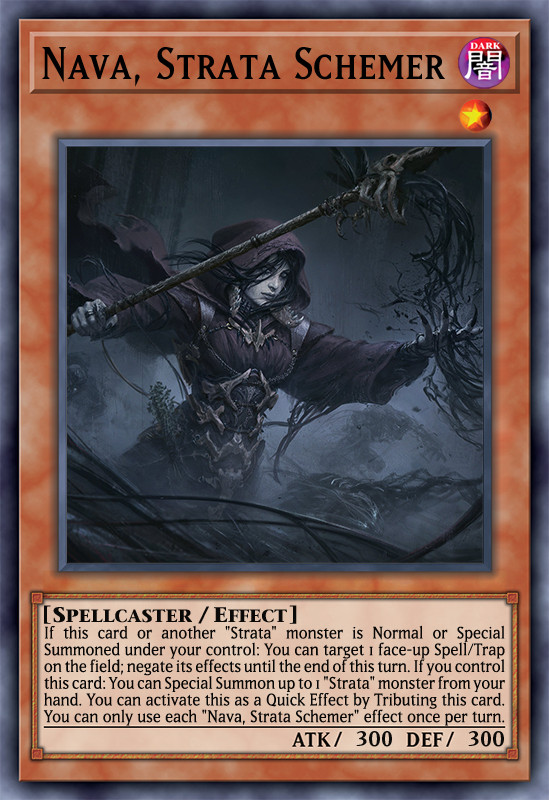 Nava, Strata Schemer
DARK
闇
[Spellcaster / Effect]
If this card or another "Strata" monster is Normal or Special
Summoned under your control: You can target 1 face-up Spell/Trap
on the field; negate its effects until the end of this turn. If you control
this card: You can Special Summon up to 1 "Strata" monster from your
hand. You can activate this as a Quick Effect by Tributing this card.
You can only use each "Nava, Strata Schemer" effect once per turn.
ATK/ 300 DEF/ 300